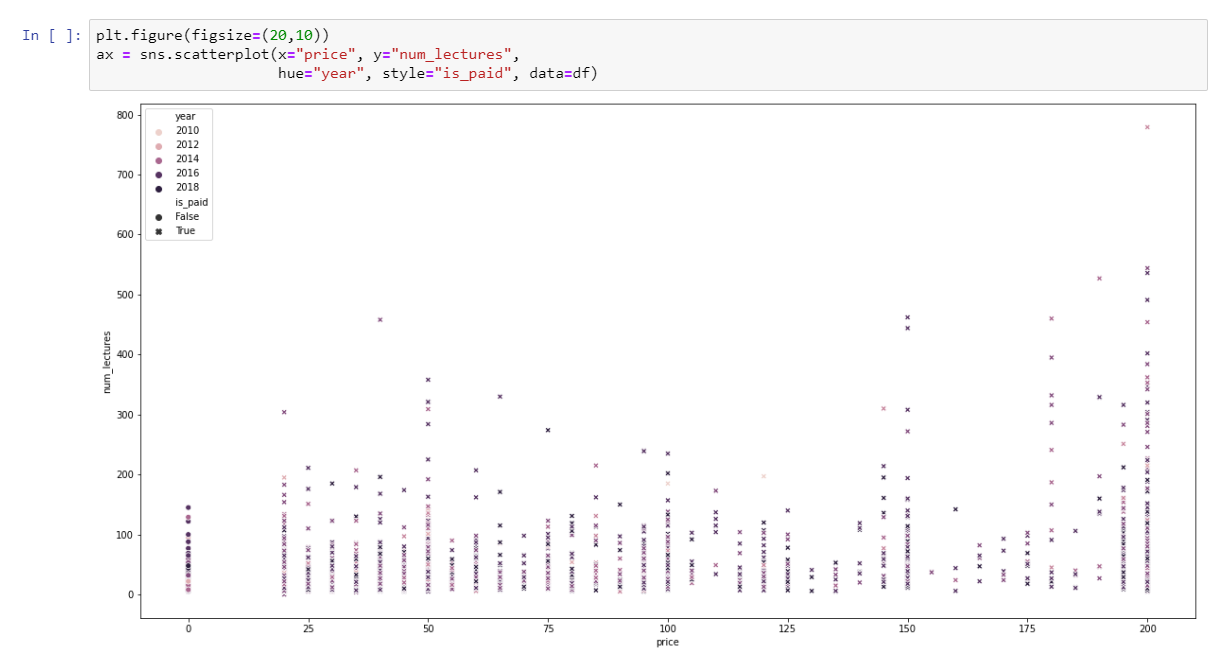 In [ ]: plt.figure(figsize=(20,10))
ax = sns.scatterplot(x="price", y="num_lectures",
hue="year", style="is_paid", data=df)
year
2010
2012
2014
2016
2018
is_paid
False
True
800
700
600
500
400
300
200
100
0
num_lectures
0 25 50 75 100 125 150 175 200
price